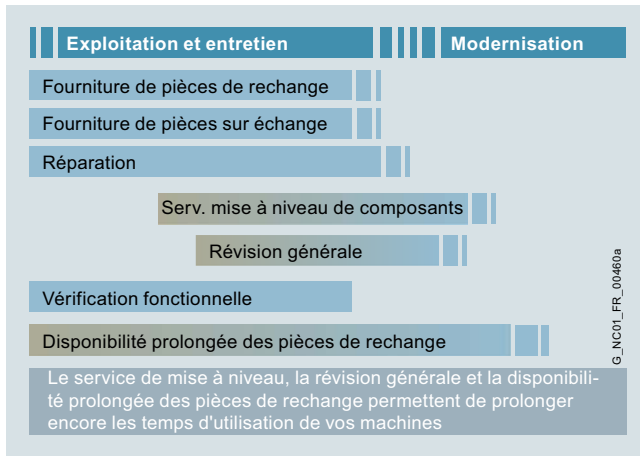 Exploitation et entretien Modernisation
Fourniture de pièces de rechange
Fourniture de pièces sur échange
Réparation
Serv. mise à niveau de composants
Révision générale
Vérification fonctionnelle
Disponibilité prolongée des pièces de rechange
Le service de mise à niveau, la révision générale et la disponibili-
té prolongée des pièces de rechange permettent de prolonger
encore les temps d'utilisation de vos machines
G_NC01_FR_00460a